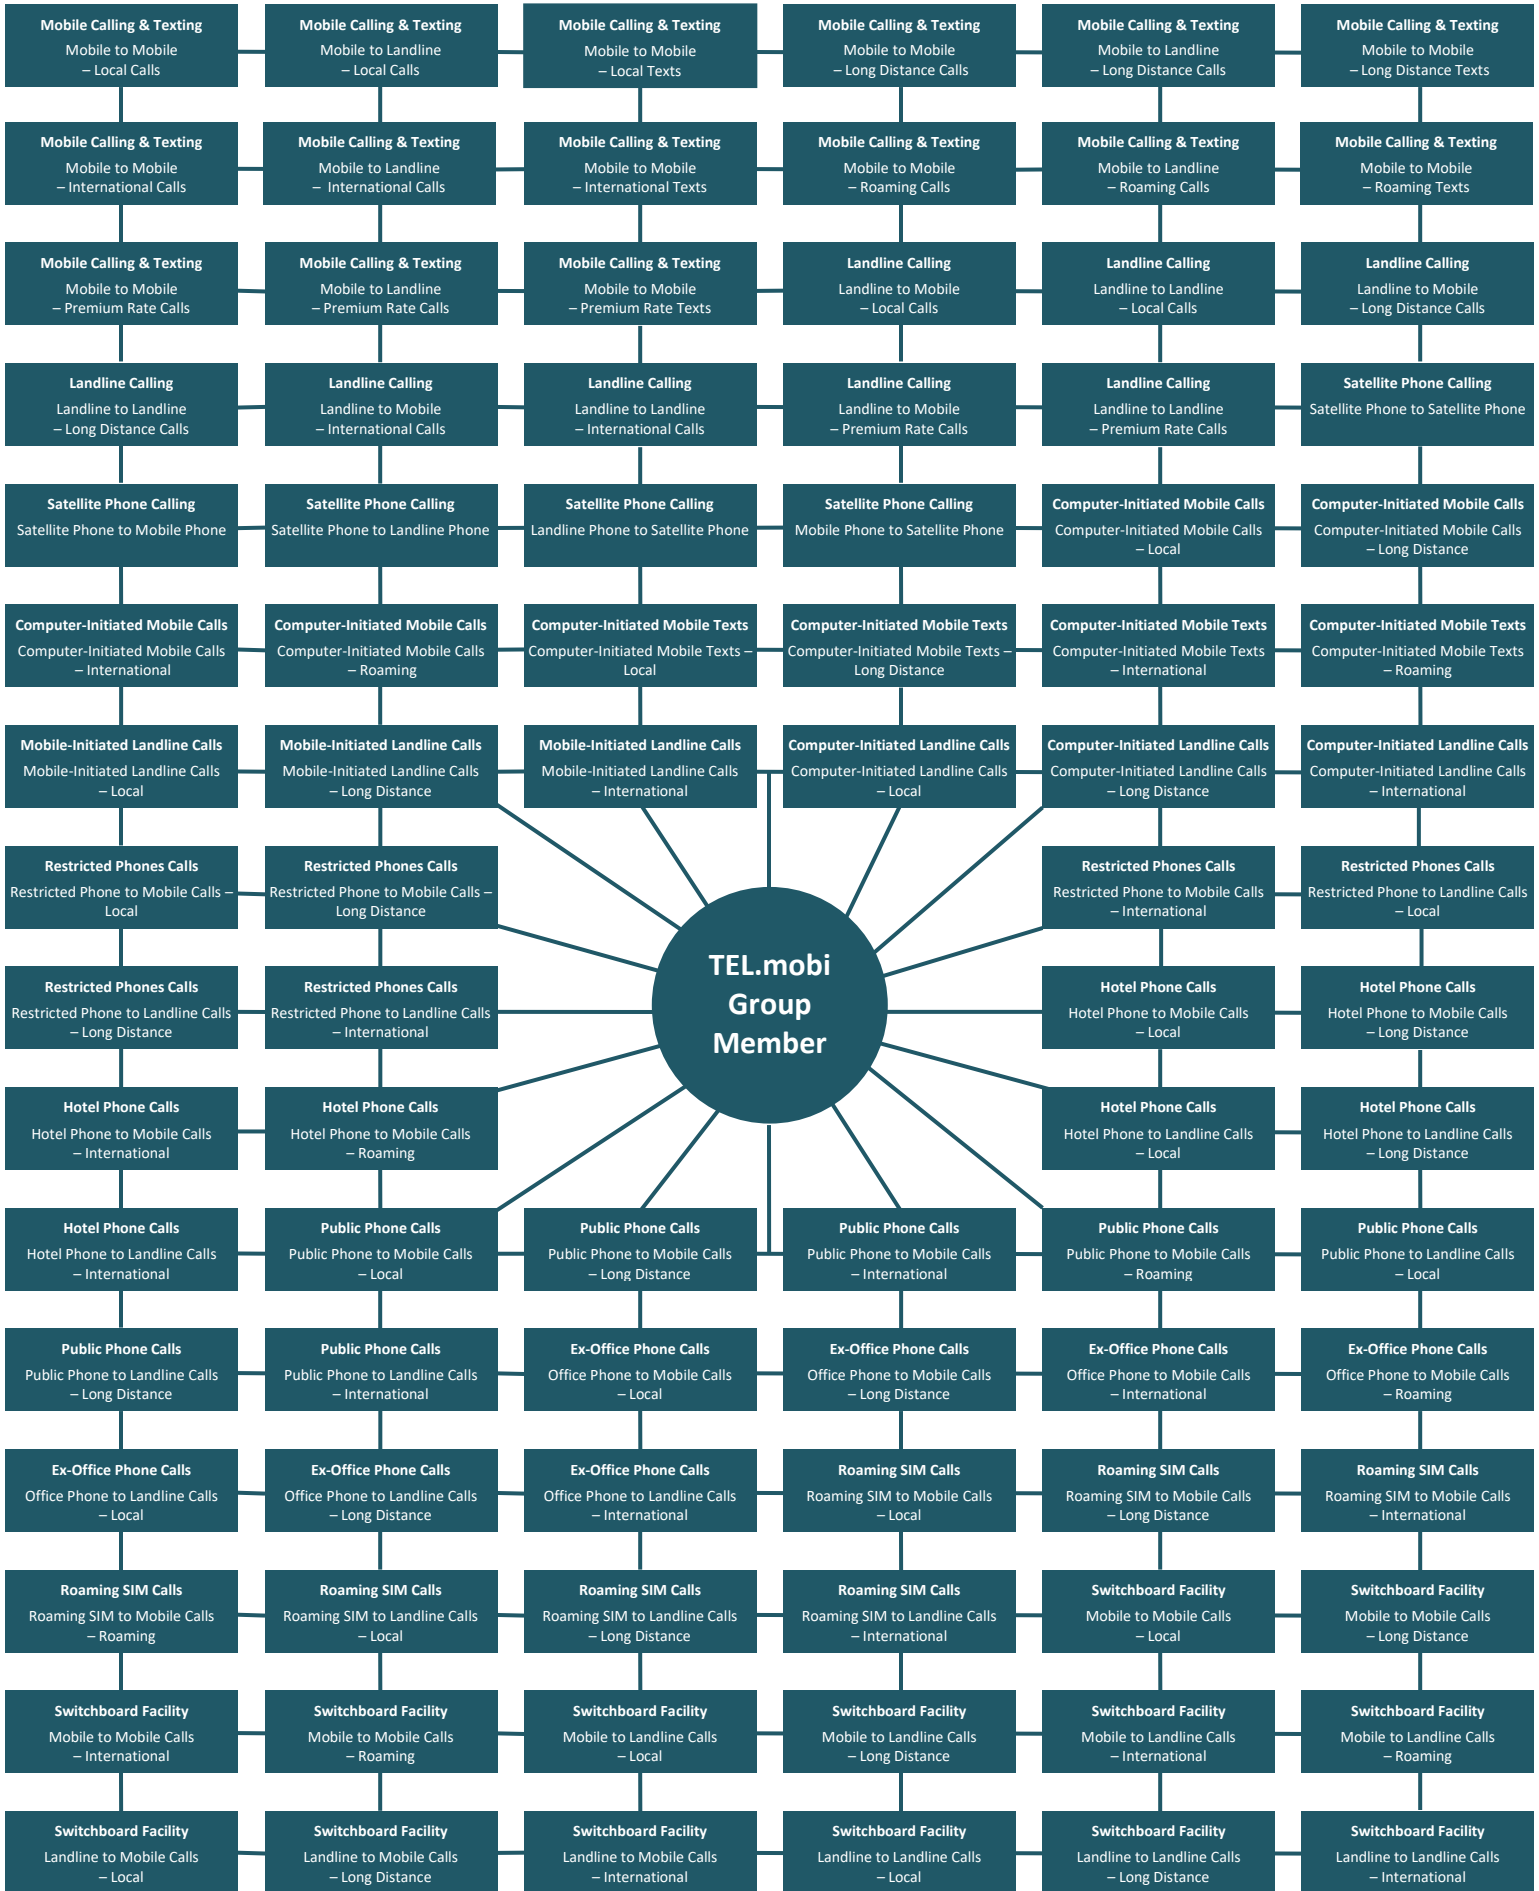 Mobile Calling & Texting
Mobile to Mobile
– Local Calls
Mobile Calling & Texting
Mobile to Landline
– Local Calls
Mobile Calling & Texting
Mobile to Mobile
– Local Texts
Mobile Calling & Texting
Mobile to Mobile
– Long Distance Calls
Mobile Calling & Texting
Mobile to Landline
– Long Distance Calls
Mobile Calling & Texting
Mobile to Mobile
– Long Distance Texts
Mobile Calling & Texting
Mobile to Mobile
– International Calls
Mobile Calling & Texting
Mobile to Landline
– International Calls
Mobile Calling & Texting
Mobile to Mobile
– International Texts
Mobile Calling & Texting
Mobile to Mobile
– Roaming Calls
Mobile Calling & Texting
Mobile to Landline
– Roaming Calls
Mobile Calling & Texting
Mobile to Mobile
– Roaming Texts
Mobile Calling & Texting
Mobile to Mobile
– Premium Rate Calls
Mobile Calling & Texting
Mobile to Landline
– Premium Rate Calls
Mobile Calling & Texting
Mobile to Mobile
– Premium Rate Texts
Landline Calling
Landline to Mobile
– Local Calls
Landline Calling
Landline to Landline
– Local Calls
Landline Calling
Landline to Mobile
– Long Distance Calls
Landline Calling
Landline to Landline
– Long Distance Calls
Landline Calling
Landline to Mobile
– International Calls
Landline Calling
Landline to Landline
– International Calls
Landline Calling
Landline to Mobile
– Premium Rate Calls
Landline Calling
Landline to Landline
– Premium Rate Calls
Satellite Phone Calling
Satellite Phone to Satellite Phone
Satellite Phone Calling
Satellite Phone to Mobile Phone
Satellite Phone Calling
Satellite Phone to Landline Phone
Satellite Phone Calling
Landline Phone to Satellite Phone
Satellite Phone Calling
Mobile Phone to Satellite Phone
Computer-Initiated Mobile Calls
Computer-Initiated Mobile Calls
– Local
Computer-Initiated Mobile Calls
Computer-Initiated Mobile Calls
– Long Distance
Computer-Initiated Mobile Calls
Computer-Initiated Mobile Calls
– International
Computer-Initiated Mobile Calls
Computer-Initiated Mobile Calls
– Roaming
Computer-Initiated Mobile Texts
Computer-Initiated Mobile Texts –
Local
Computer-Initiated Mobile Texts
Computer-Initiated Mobile Texts –
Long Distance
Computer-Initiated Mobile Texts
Computer-Initiated Mobile Texts
– International
Computer-Initiated Mobile Texts
Computer-Initiated Mobile Texts
– Roaming
Mobile-Initiated Landline Calls
Mobile-Initiated Landline Calls
– Local
Mobile-Initiated Landline Calls
Mobile-Initiated Landline Calls
– Long Distance
Mobile-Initiated Landline Calls
Mobile-Initiated Landline Calls
– International
Computer-Initiated Landline Calls
Computer-Initiated Landline Calls
– Local
Computer-Initiated Landline Calls
Computer-Initiated Landline Calls
– Long Distance
Computer-Initiated Landline Calls
Computer-Initiated Landline Calls
– International
Restricted Phones Calls
Restricted Phone to Mobile Calls –
Local
Restricted Phones Calls
Restricted Phone to Mobile Calls –
Long Distance
Restricted Phones Calls
Restricted Phone to Mobile Calls
– International
Restricted Phones Calls
Restricted Phone to Landline Calls
– Local
TEL.mobi
Group
Member
Restricted Phones Calls
Restricted Phone to Landline Calls
– Long Distance
Restricted Phones Calls
Restricted Phone to Landline Calls
– International
Hotel Phone Calls
Hotel Phone to Mobile Calls
– Local
Hotel Phone Calls
Hotel Phone to Mobile Calls
– Long Distance
Hotel Phone Calls
Hotel Phone to Mobile Calls
– International
Hotel Phone Calls
Hotel Phone to Mobile Calls
– Roaming
Hotel Phone Calls
Hotel Phone to Landline Calls
– Local
Hotel Phone Calls
Hotel Phone to Landline Calls
– Long Distance
Hotel Phone Calls
Hotel Phone to Landline Calls
– International
Public Phone Calls
Public Phone to Mobile Calls
– Local
Public Phone Calls
Public Phone to Mobile Calls
– Long Distance
Public Phone Calls
Public Phone to Mobile Calls
– International
Public Phone Calls
Public Phone to Mobile Calls
– Roaming
Public Phone Calls
Public Phone to Landline Calls
– Local
Public Phone Calls
Public Phone to Landline Calls
– Long Distance
Public Phone Calls
Public Phone to Landline Calls
– International
Ex-Office Phone Calls
Office Phone to Mobile Calls
– Local
Ex-Office Phone Calls
Office Phone to Mobile Calls
– Long Distance
Ex-Office Phone Calls
Office Phone to Mobile Calls
– International
Ex-Office Phone Calls
Office Phone to Mobile Calls
– Roaming
Ex-Office Phone Calls
Office Phone to Landline Calls
– Local
Ex-Office Phone Calls
Office Phone to Landline Calls
– Long Distance
Ex-Office Phone Calls
Office Phone to Landline Calls
– International
Roaming SIM Calls
Roaming SIM to Mobile Calls
– Local
Roaming SIM Calls
Roaming SIM to Mobile Calls
– Long Distance
Roaming SIM Calls
Roaming SIM to Mobile Calls
– International
Roaming SIM Calls
Roaming SIM to Mobile Calls
– Roaming
Roaming SIM Calls
Roaming SIM to Landline Calls
– Local
Roaming SIM Calls
Roaming SIM to Landline Calls
– Long Distance
Roaming SIM Calls
Roaming SIM to Landline Calls
– International
Switchboard Facility
Mobile to Mobile Calls
– Local
Switchboard Facility
Mobile to Mobile Calls
– Long Distance
Switchboard Facility
Mobile to Mobile Calls
– International
Switchboard Facility
Mobile to Mobile Calls
– Roaming
Switchboard Facility
Mobile to Landline Calls
– Local
Switchboard Facility
Mobile to Landline Calls
– Long Distance
Switchboard Facility
Mobile to Landline Calls
– International
Switchboard Facility
Mobile to Landline Calls
– Roaming
Switchboard Facility
Landline to Mobile Calls
– Local
Switchboard Facility
Landline to Mobile Calls
– Long Distance
Switchboard Facility
Landline to Mobile Calls
– International
Switchboard Facility
Landline to Landline Calls
– Local
Switchboard Facility
Landline to Landline Calls
– Long Distance
Switchboard Facility
Landline to Landline Calls
– International